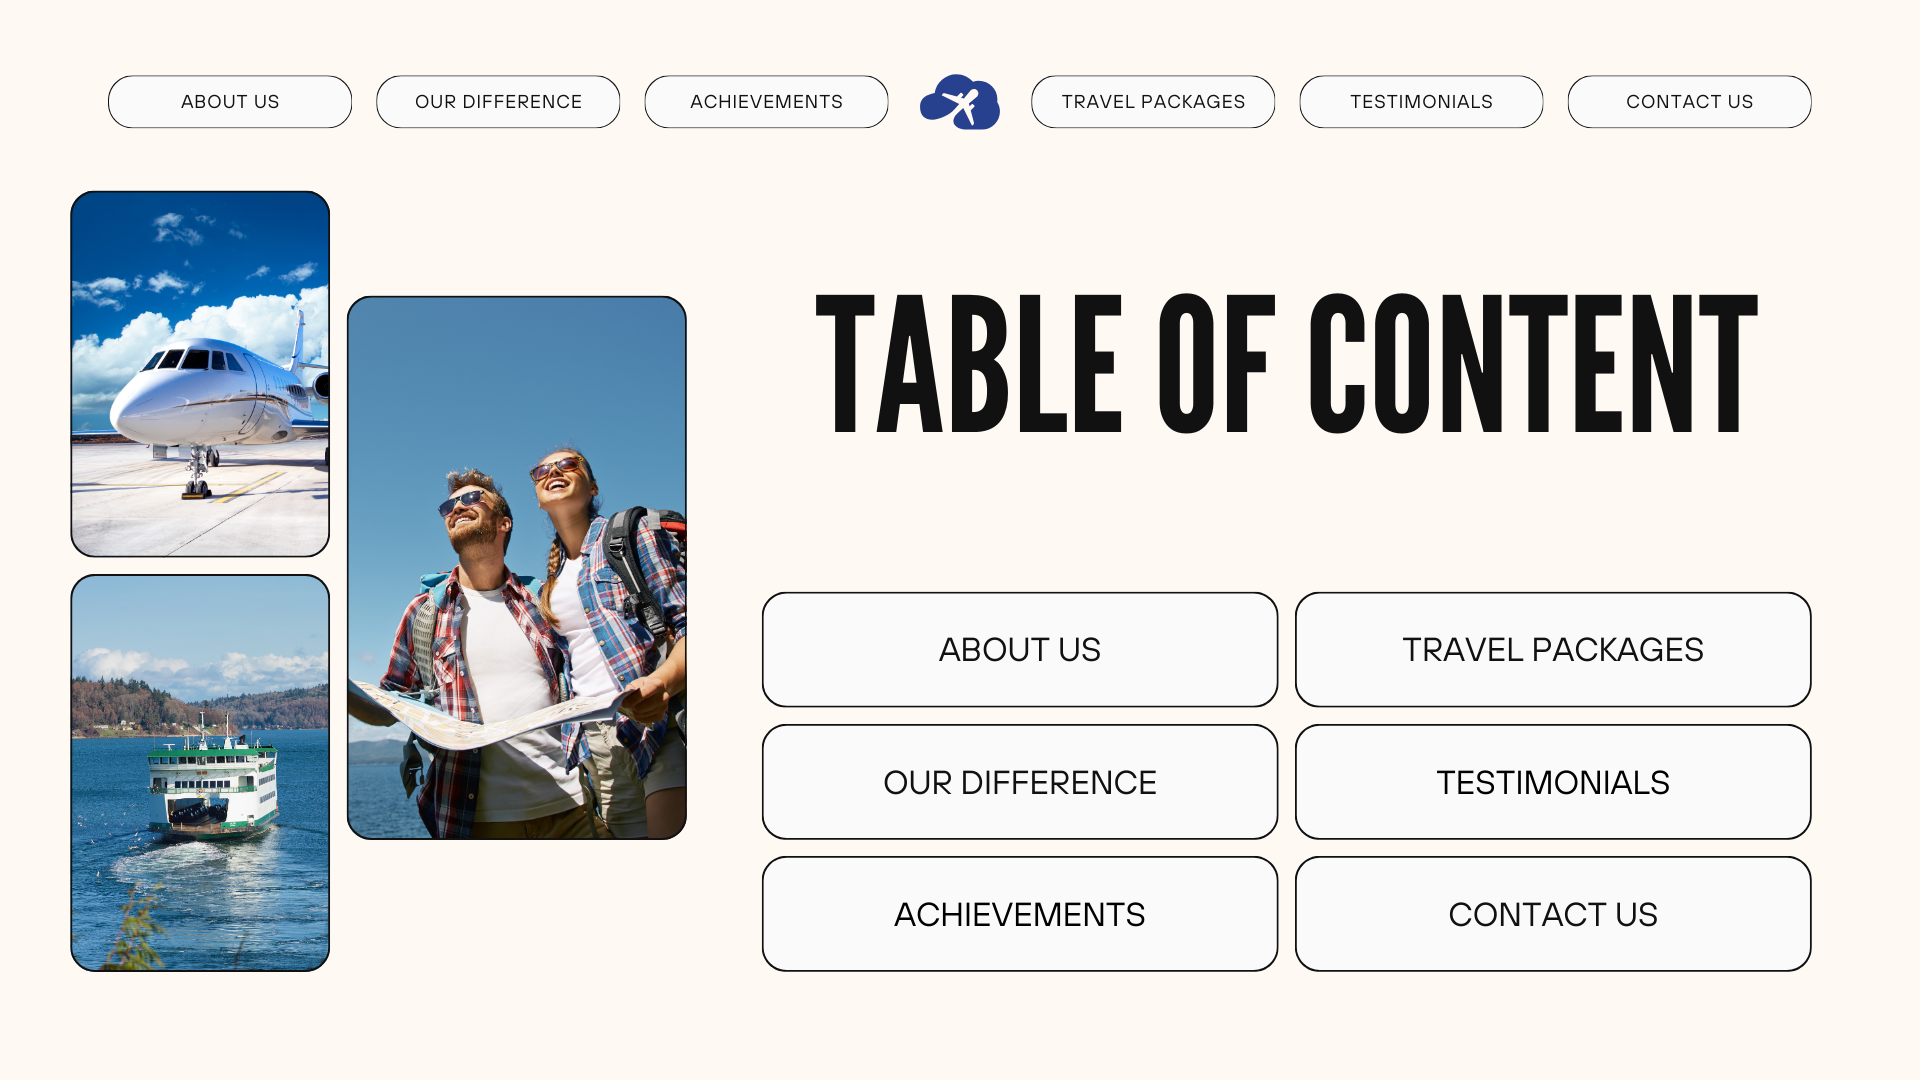 ABOUT US
OUR DIFFERENCE
ACHIEVEMENTS
TRAVEL PACKAGES
TESTIMONIALS
CONTACT US
TABLE OF CONTENT
ABOUT US
TRAVEL PACKAGES
OUR DIFFERENCE
TESTIMONIALS
ACHIEVEMENTS
CONTACT US